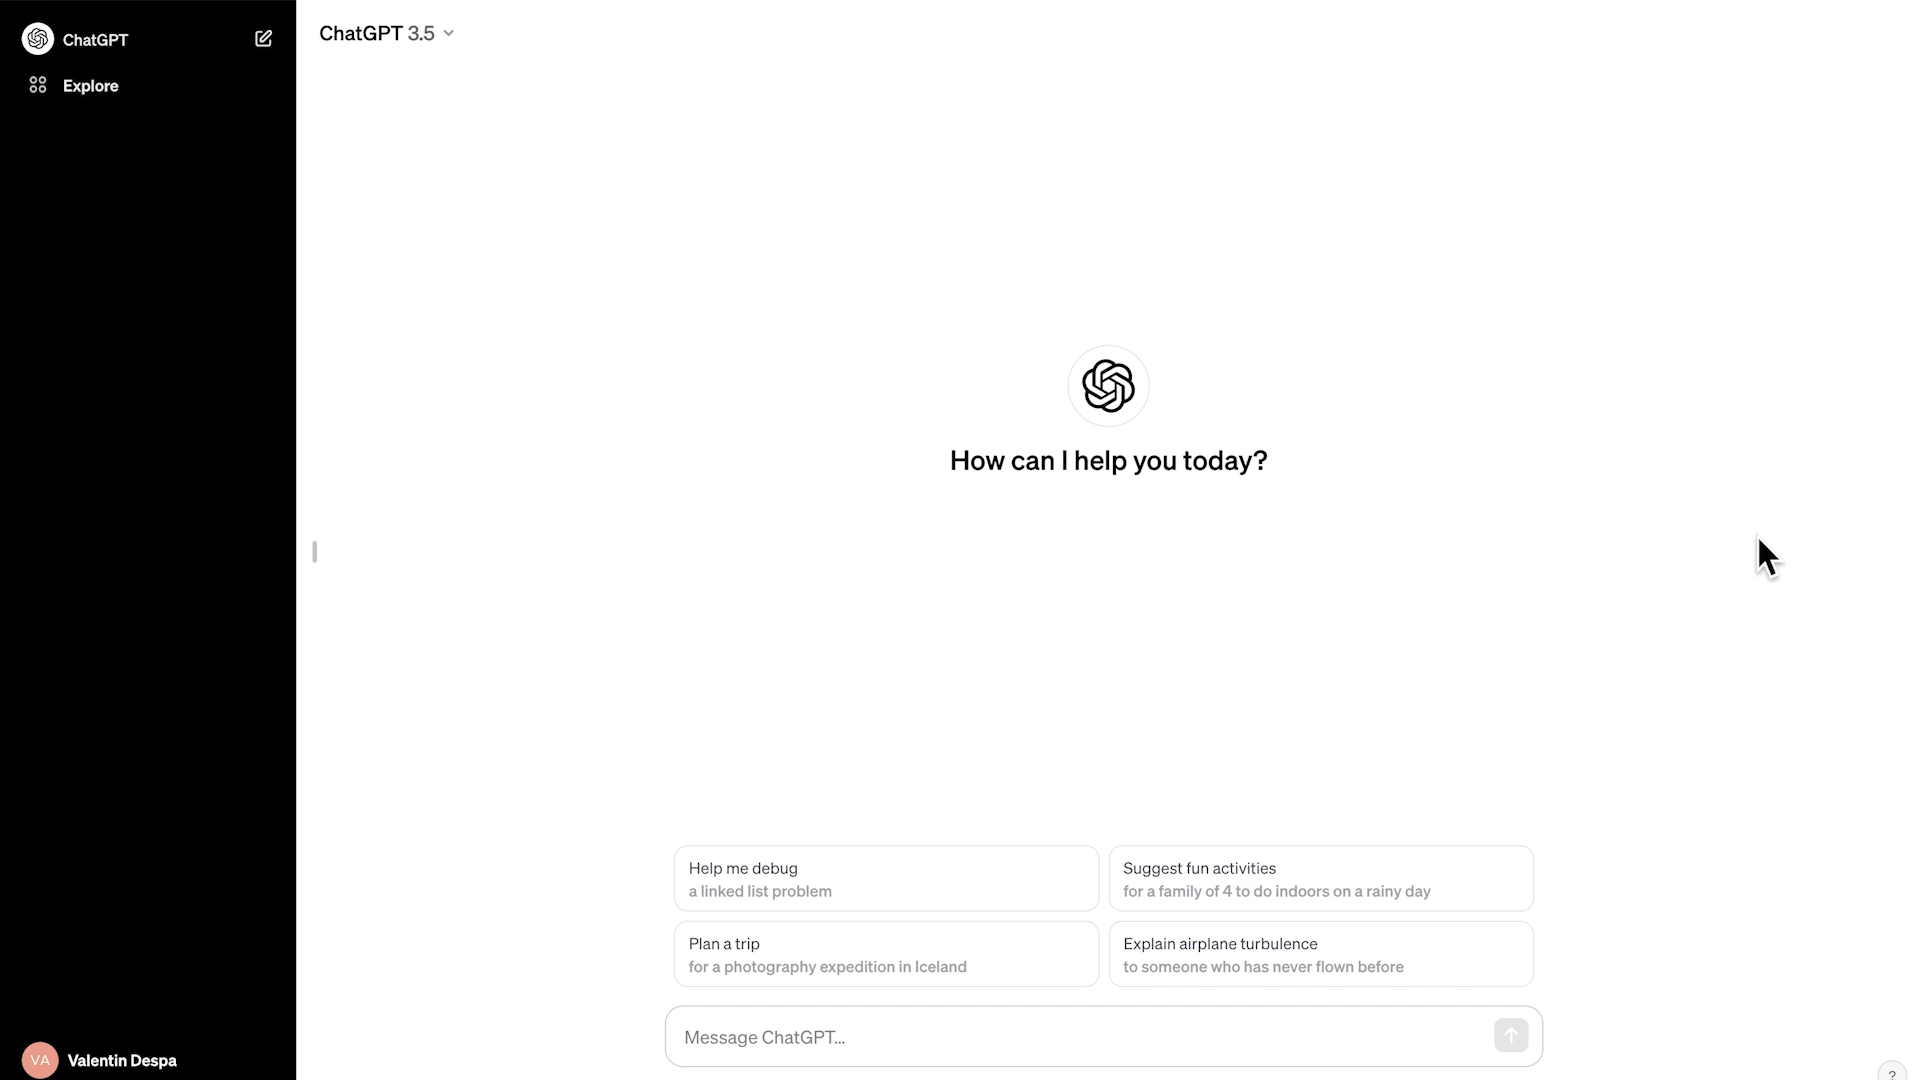 ChatGPT
Explore
ChatGPT 3.5
How can I help you today?
Help me debug
a linked list problem
Suggest fun activities
for a family of 4 to do indoors on a rainy day
Plan a trip
for a photography expedition in Iceland
Explain airplane turbulence
to someone who has never flown before
Message ChatGPT...
VA
Valentin Despa
?